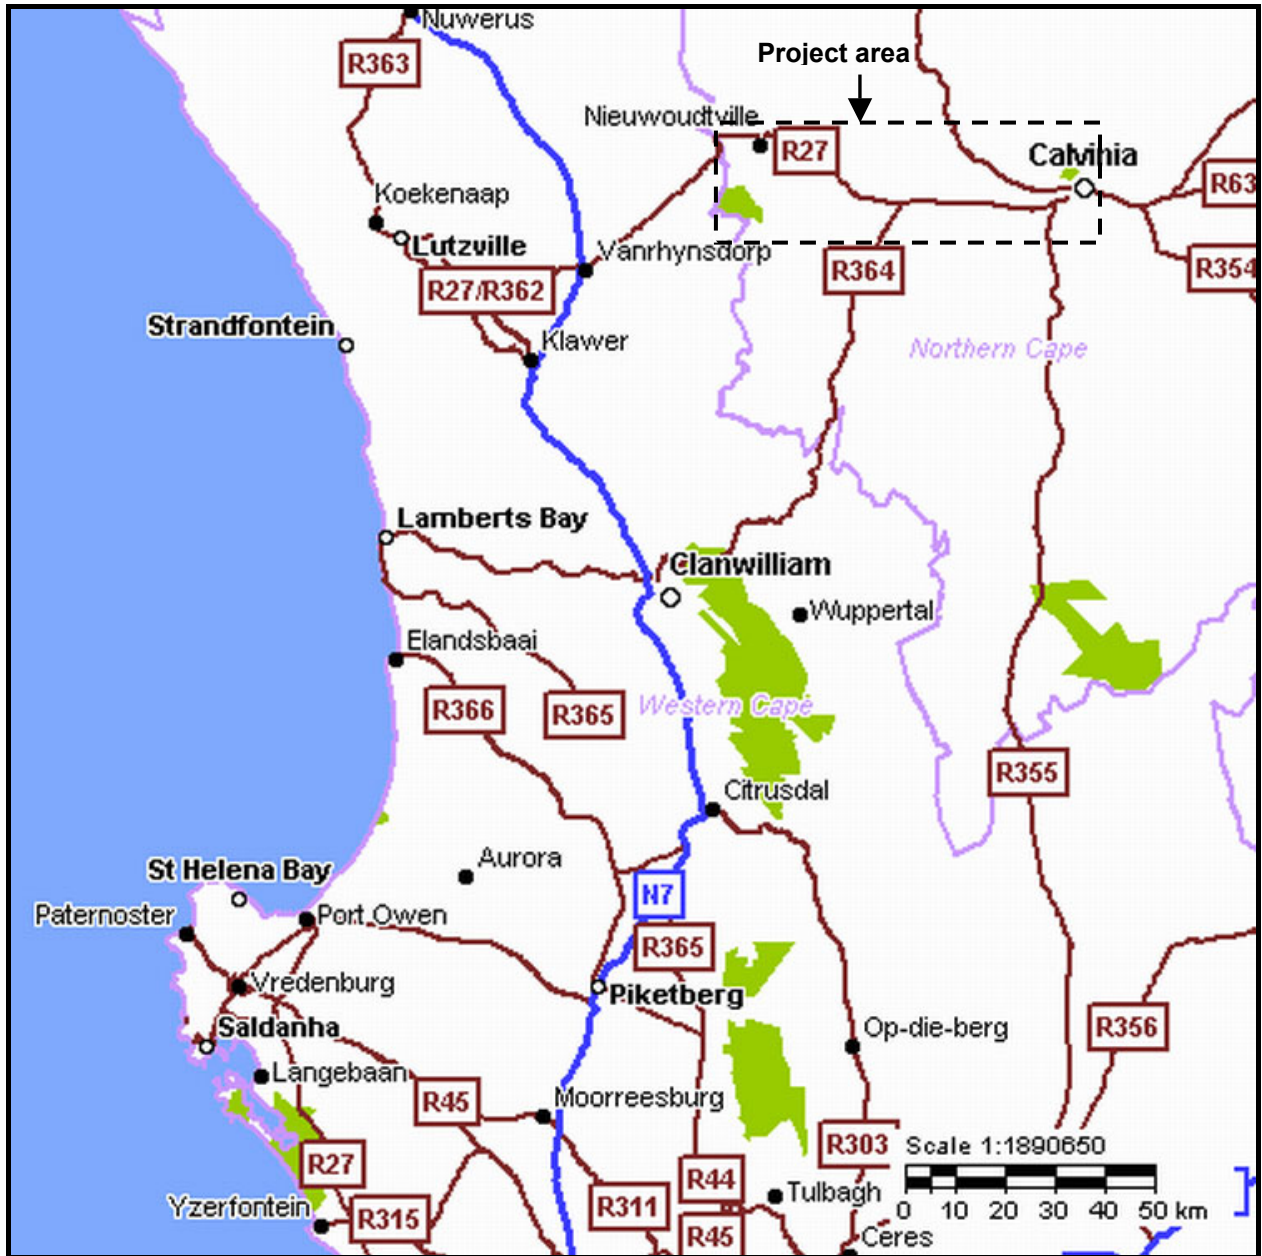 Nuwerus
Project area
R363
Nieuwoudtville
R27
Calvinia
R63
Koekenaap
Lutzville
Vanrhynsdorp
R364
R354
R27/R362
Strandfontein
Klawer
Northern Cape
Lamberts Bay
Clanwilliam
Wuppertal
Elandsbaai
R366
R365
Western Cape
R355
Citrusdal
Aurora
St Helena Bay
N7
Paternoster
Port Owen
R365
Vredenburg
Piketberg
Saldanha
Op-die-berg
R356
Langebaan
R45
Moorreesburg
R303
Scale 1:1890650
R27
R44
Tulbagh
0 10 20 30 40 50 km
Yzerfontein
R315
R311
R45
Ceres